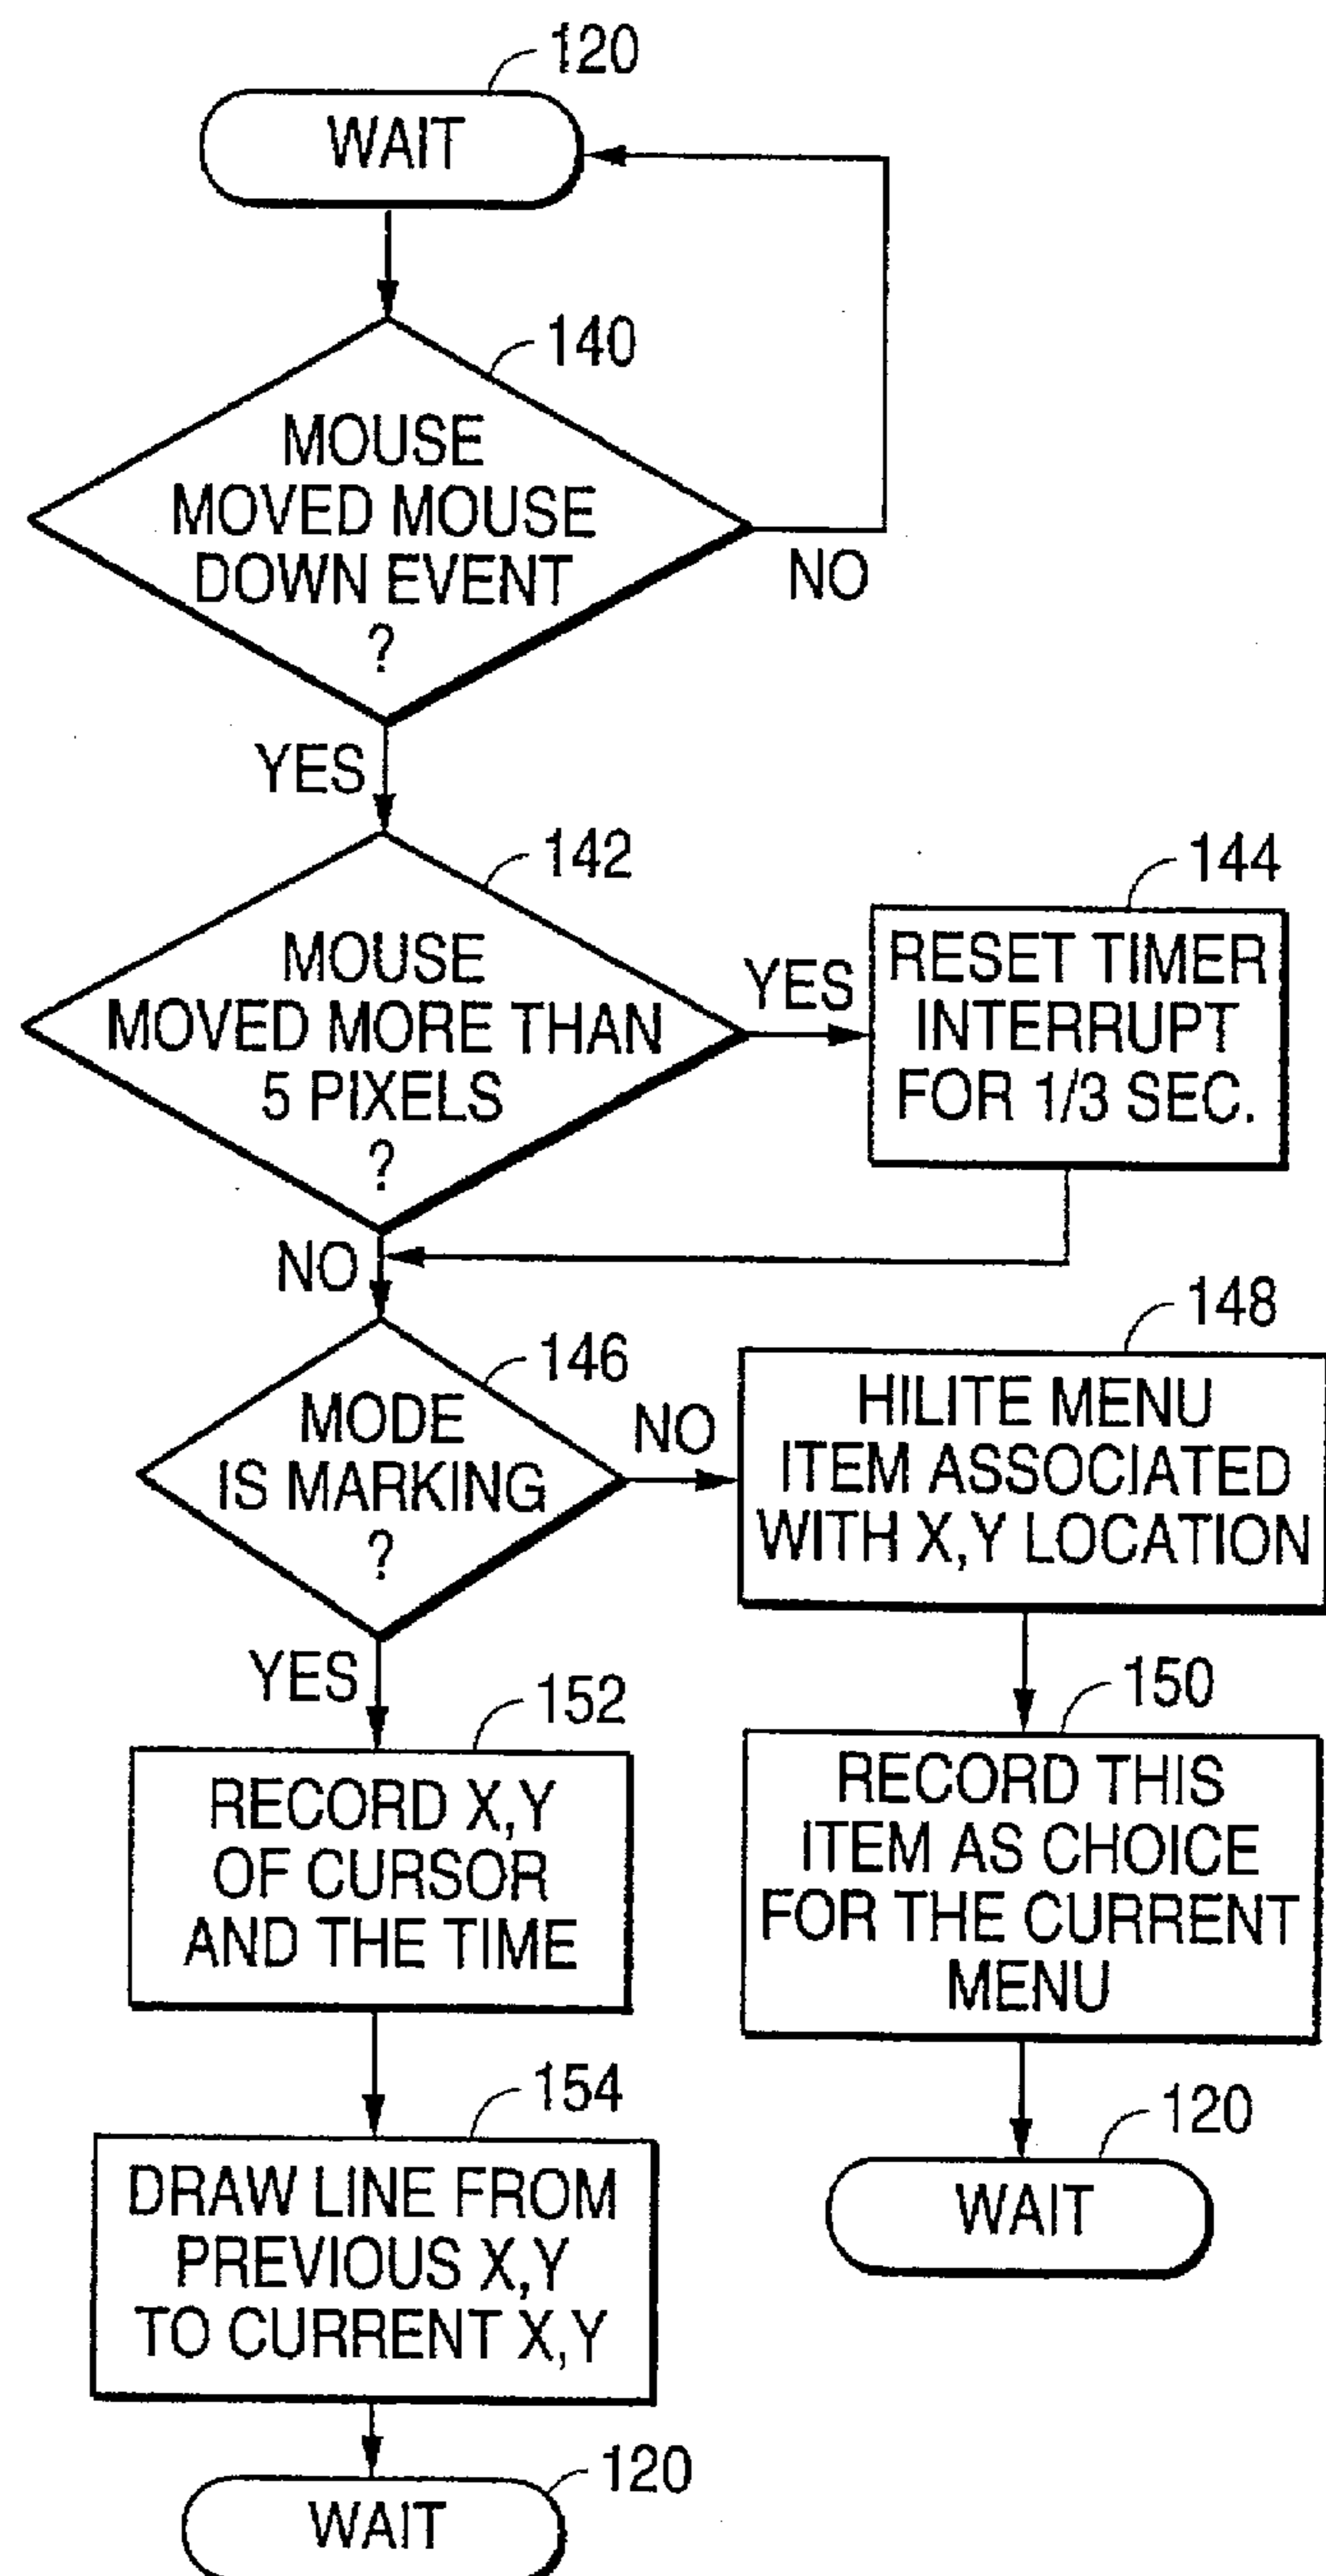 120
WAIT
140
MOUSE
MOVED MOUSE
DOWN EVENT
?
NO
YES
142
MOUSE
MOVED MORE THAN
5 PIXELS
?
YES
144
RESET TIMER
INTERRUPT
FOR 1/3 SEC.
NO
146
MODE
IS MARKING
?
NO
148
HILITE MENU
ITEM ASSOCIATED
WITH X,Y LOCATION
YES
152
RECORD X,Y
OF CURSOR
AND THE TIME
150
RECORD THIS
ITEM AS CHOICE
FOR THE CURRENT
MENU
154
DRAW LINE FROM
PREVIOUS X,Y
TO CURRENT X,Y
120
WAIT
120
WAIT